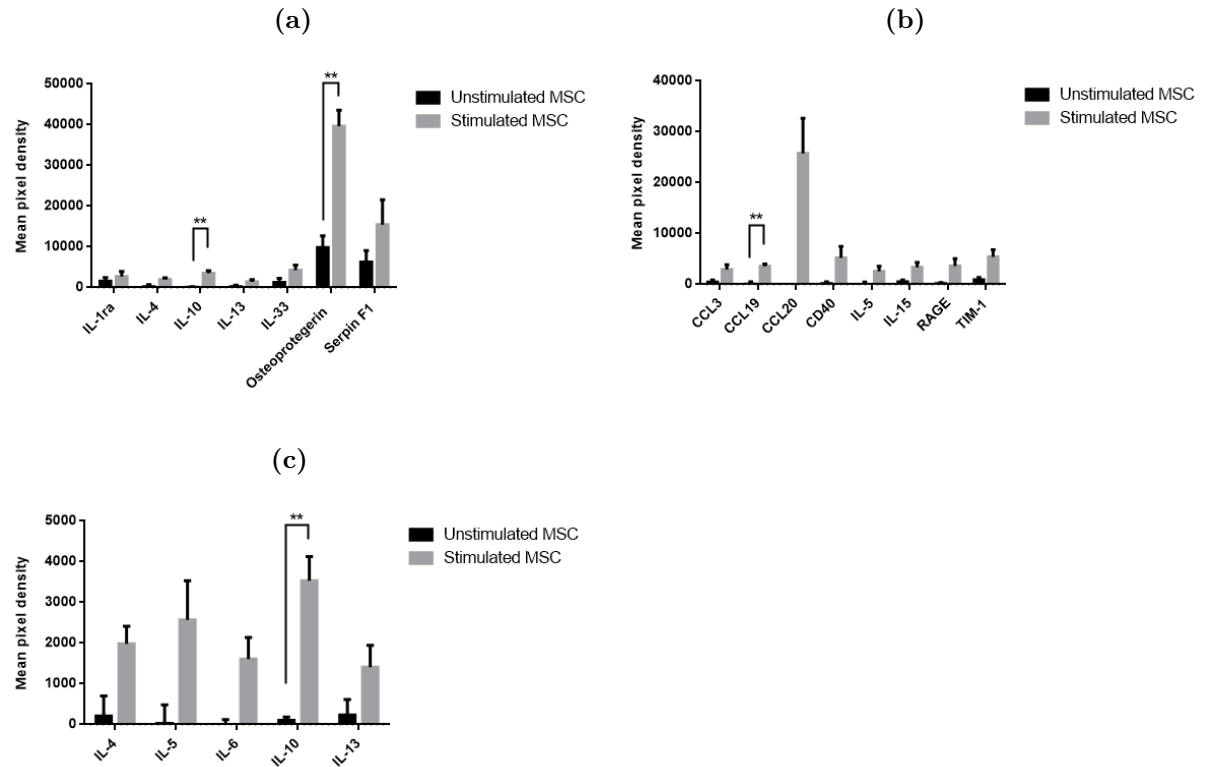 (a)
50000
40000
30000
20000
10000
0
Mean pixel density
**
**
Unstimulated MSC
Stimulated MSC
IL-1ra
IL-4
IL-10
IL-13
IL-33
Osteoprotegerin
Serpin F1
(b)
40000
30000
20000
10000
0
Mean pixel density
**
Unstimulated MSC
Stimulated MSC
CCL3
CCL19
CCL20
CD40
IL-5
IL-15
RAGE
TIM-1
(c)
5000
4000
3000
2000
1000
0
Mean pixel density
**
Unstimulated MSC
Stimulated MSC
IL-4
IL-5
IL-6
IL-10
IL-13